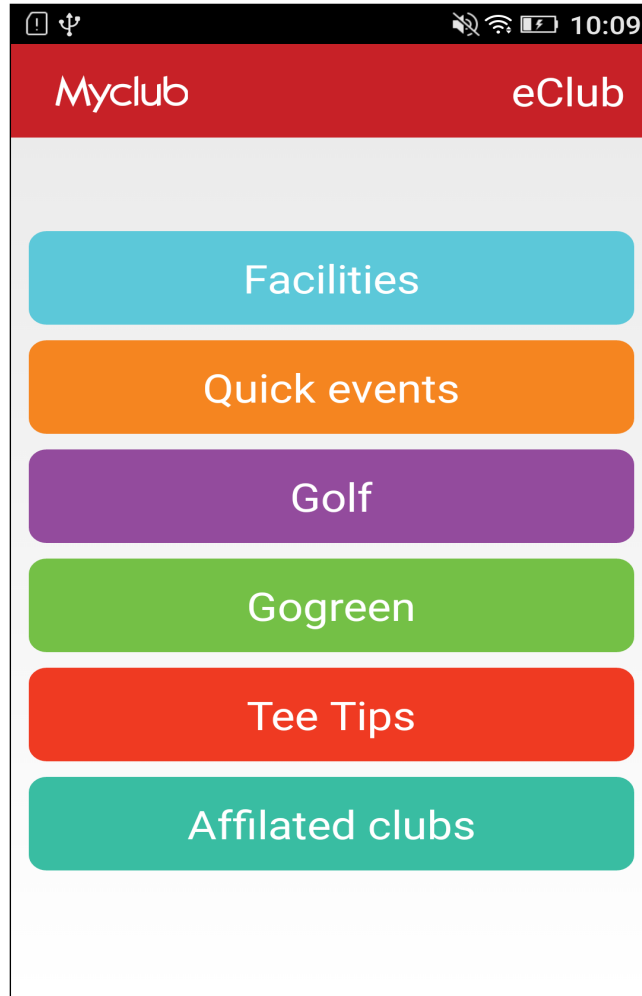 10:09
Myclub eClub
Facilities
Quick events
Golf
Gogreen
Tee Tips
Affilated clubs